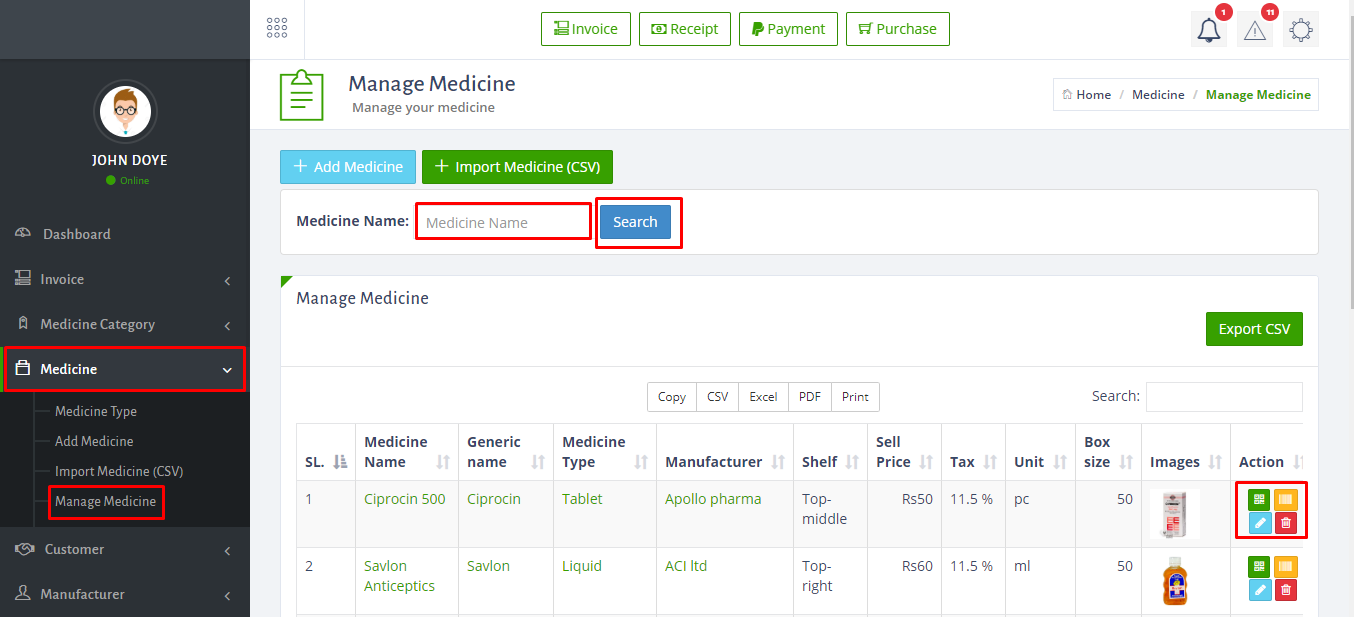 Invoice
Receipt
Payment
Purchase
1
11
JOHN DOYE
Online
Dashboard
Invoice
Medicine Category
Medicine
Medicine Type
Add Medicine
Import Medicine (CSV)
Manage Medicine
Customer
Manufacturer
Manage Medicine
Manage your medicine
Home / Medicine / Manage Medicine
+ Add Medicine
+ Import Medicine (CSV)
Medicine Name: Medicine Name Search
Manage Medicine
Export CSV
Copy CSV Excel PDF Print
Search:
SL. Medicine Name Generic name Medicine Type Manufacturer Shelf Sell Price Tax Unit Box size Images Action
1 Ciprocin 500 Ciprocin Tablet Apollo pharma Top-middle Rs50 11.5 % pc 50
2 Savlon Anticeptics Savlon Liquid ACI ltd Top-right Rs60 11.5 % ml 50